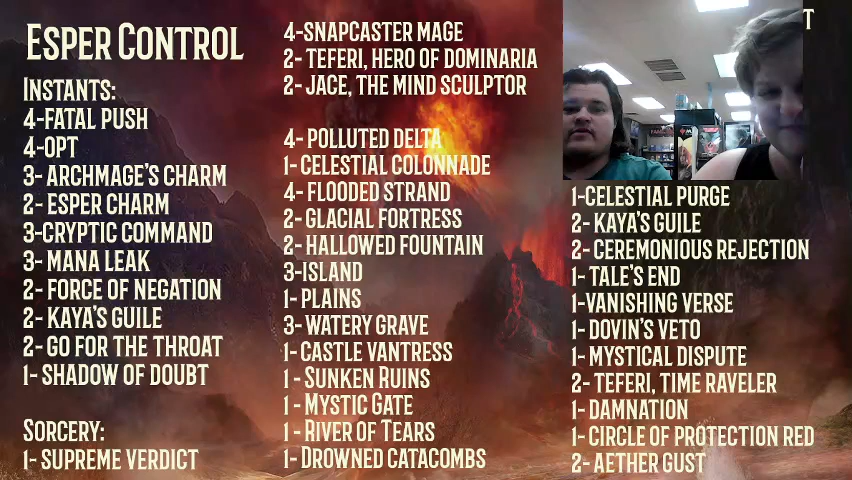 Esper Control
Instants:
4-Fatal Push
4-Opt
3- Archmage's Charm
2- Esper Charm
3-Cryptic Command
3- Mana Leak
2- Force of Negation
2- Kaya's Guile
2- Go for the Throat
1- Shadow of Doubt
Sorcery:
1- Supreme Verdict
4-Snapcaster Mage
2- Teferi, Hero of Dominaria
2- Jace, the Mind Sculptor
4- Polluted Delta
1- Celestial Colonnade
4- Flooded Strand
2- Glacial Fortress
2- Hallowed Fountain
3-Island
1- Plains
3-Watery Grave
1- Castle Vantress
1 - Sunken Ruins
1 - Mystic Gate
1 - River of Tears
1- Drowned Catacombs
1-Celestial Purge
2- Kaya's Guile
2- Ceremonious Rejection
1- Tale's End
1-Vanishing Verse
1- Dovin's Veto
1- Mystical Dispute
2- Teferi, Time Raveler
1- Damnation
1- Circle of Protection Red
2- Aether Gust